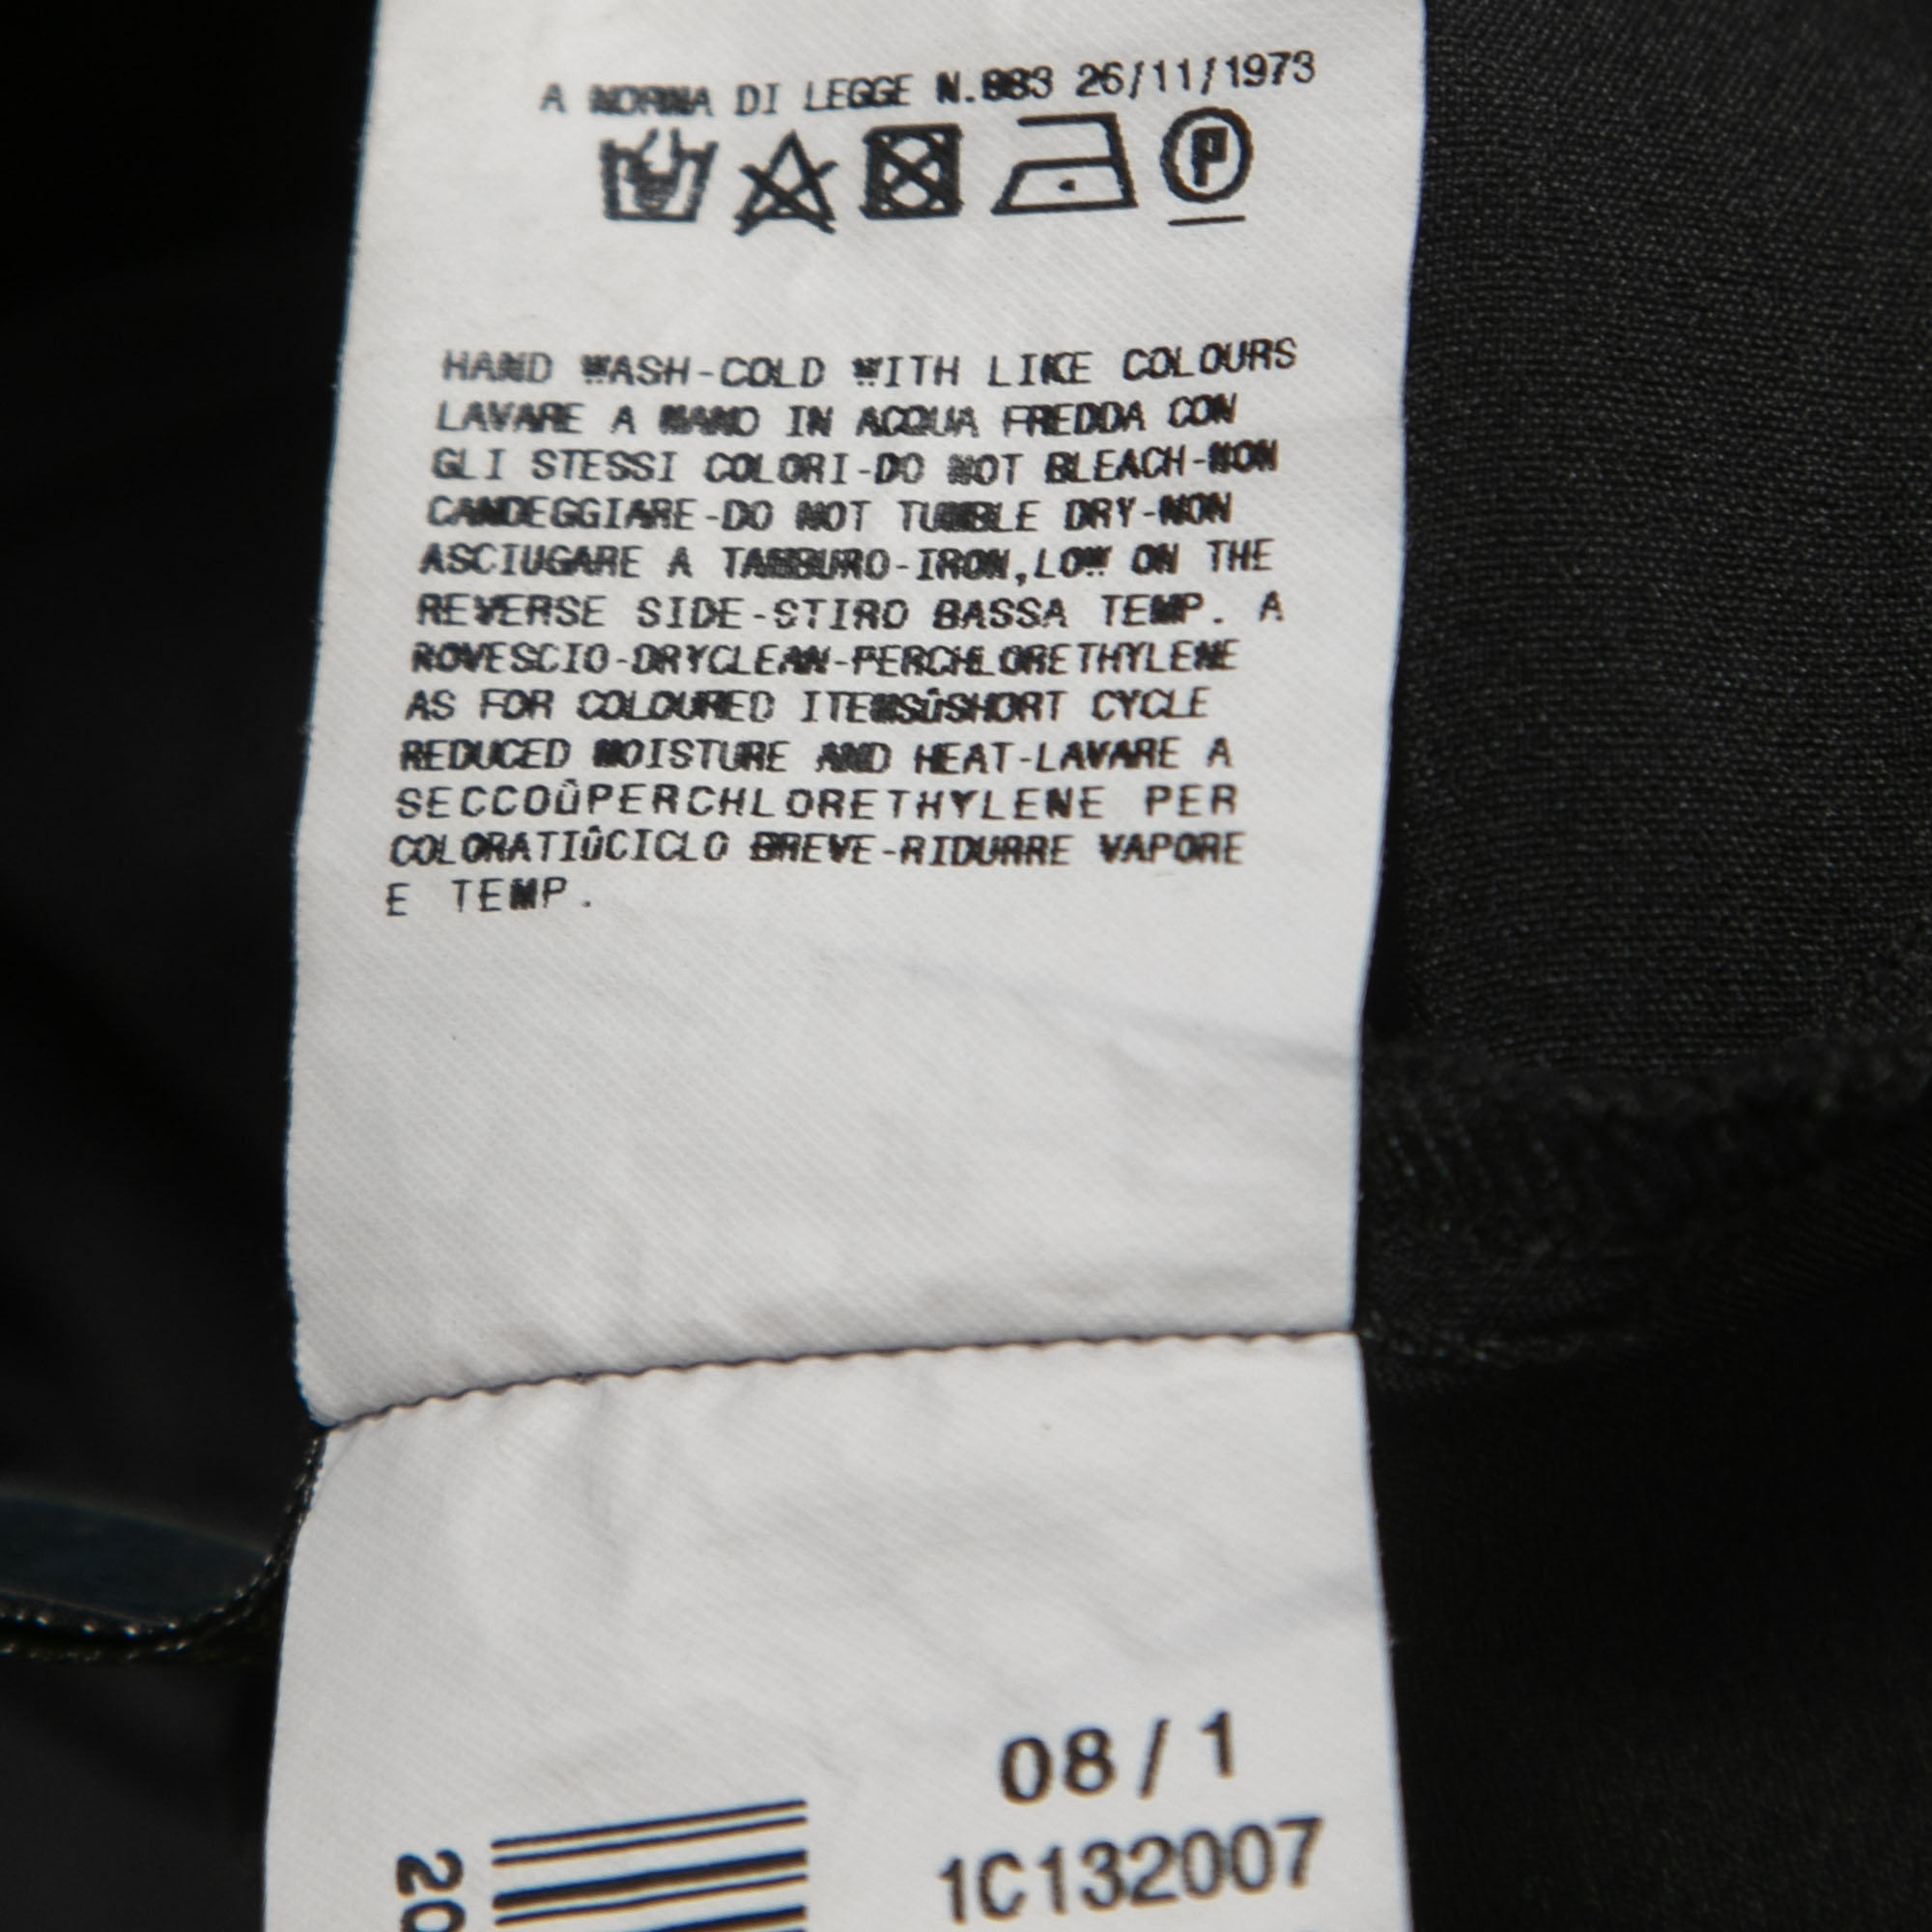 A NORMA DI LEGGE N.883 26/11/1973
P
HAND WASH-COLD WITH LIKE COLOURS
LAVARE A MANO IN ACQUA FREDDA CON
GLI STESSI COLORI-DO NOT BLEACH-NON
CANDEGGIARE-DO NOT TUMBLE DRY-NON
ASCIUGARE A TAMBURO-IRON,LOW ON THE
REVERSE SIDE-STIRO BASSA TEMP. A
ROVESCIO-DRYCLEAN-PERCHLORETHYLENE
AS FOR COLOURED ITEMSûSHORT CYCLE
REDUCED MOISTURE AND HEAT-LAVARE A
SECCOûPERCHLORETHYLENE PER
COLORATIûCICLO BREVE-RIDURRE VAPORE
E TEMP.
08/1
1C132007
20